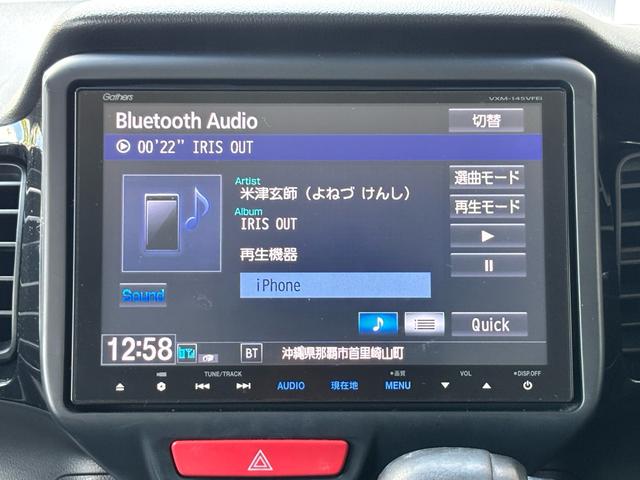 Gathers
VXM-145VFEi
Bluetooth Audio
切替
00'22" IRIS OUT
Artist
米津玄師（よねづ けんし）
選曲モード
Album
IRIS OUT
再生モード
再生機器
iPhone
Sound
Quick
12:58
BT
沖縄県那覇市首里崎山町
TUNE/TRACK
画質
VOL
DISP.OFF
AUDIO
現在地
MENU